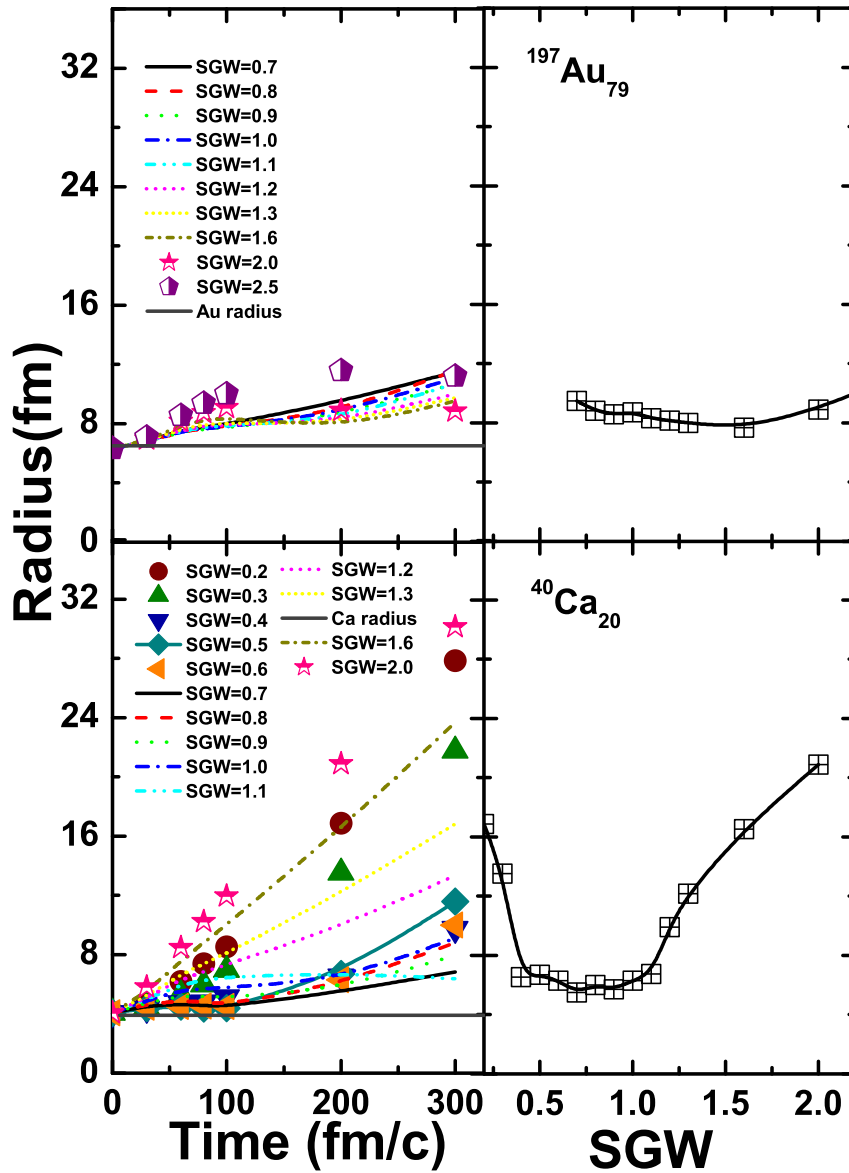 Radius(fm)
32
24
16
8
0
SGW=0.7
SGW=0.8
SGW=0.9
SGW=1.0
SGW=1.1
SGW=1.2
SGW=1.3
SGW=1.6
SGW=2.0
SGW=2.5
Au radius
197Au79
32
24
16
8
0
SGW=0.2
SGW=0.3
SGW=0.4
SGW=0.5
SGW=0.6
SGW=0.7
SGW=0.8
SGW=0.9
SGW=1.0
SGW=1.1
SGW=1.2
SGW=1.3
Ca radius
SGW=1.6
SGW=2.0
40Ca20
0 100 200 300
0.5 1.0 1.5 2.0
Time (fm/c)
SGW